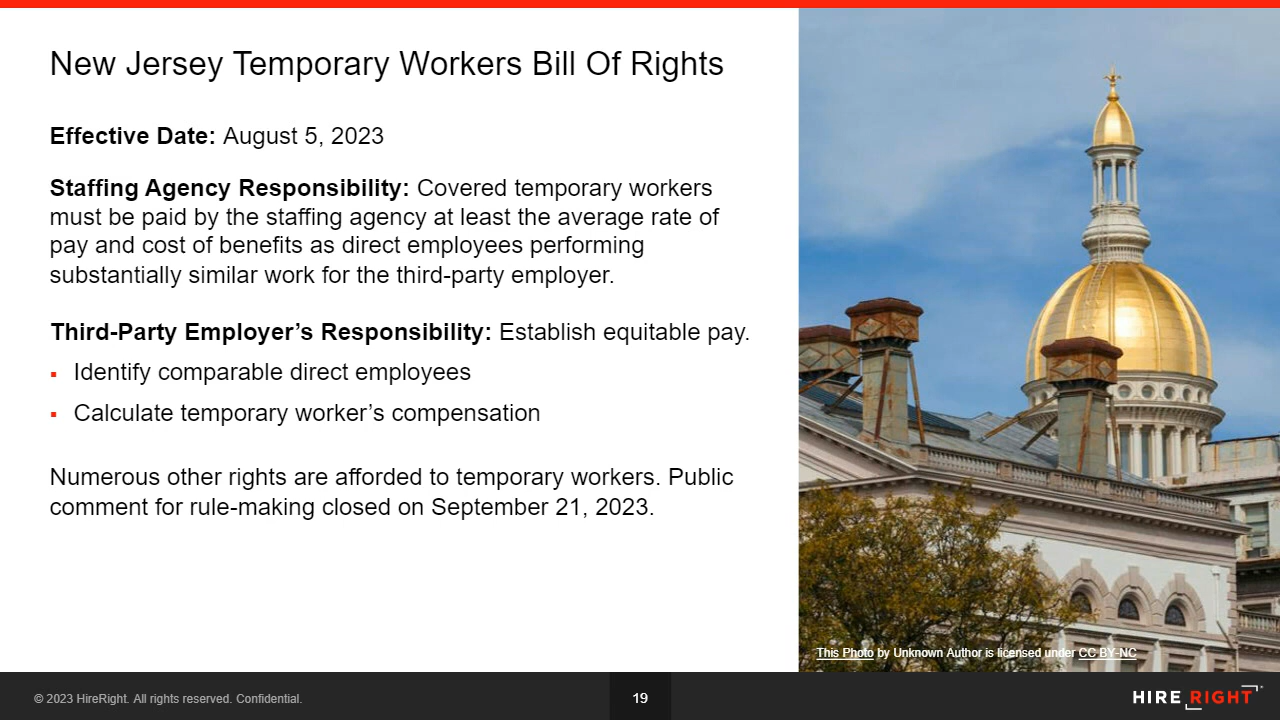 New Jersey Temporary Workers Bill Of Rights
Effective Date: August 5, 2023
Staffing Agency Responsibility: Covered temporary workers
must be paid by the staffing agency at least the average rate of
pay and cost of benefits as direct employees performing
substantially similar work for the third-party employer.
Third-Party Employer’s Responsibility: Establish equitable pay.
▪ Identify comparable direct employees
▪ Calculate temporary worker’s compensation
Numerous other rights are afforded to temporary workers. Public
comment for rule-making closed on September 21, 2023.
This Photo by Unknown Author is licensed under CC BY-NC
© 2023 HireRight. All rights reserved. Confidential.
19
HIRE RIGHT